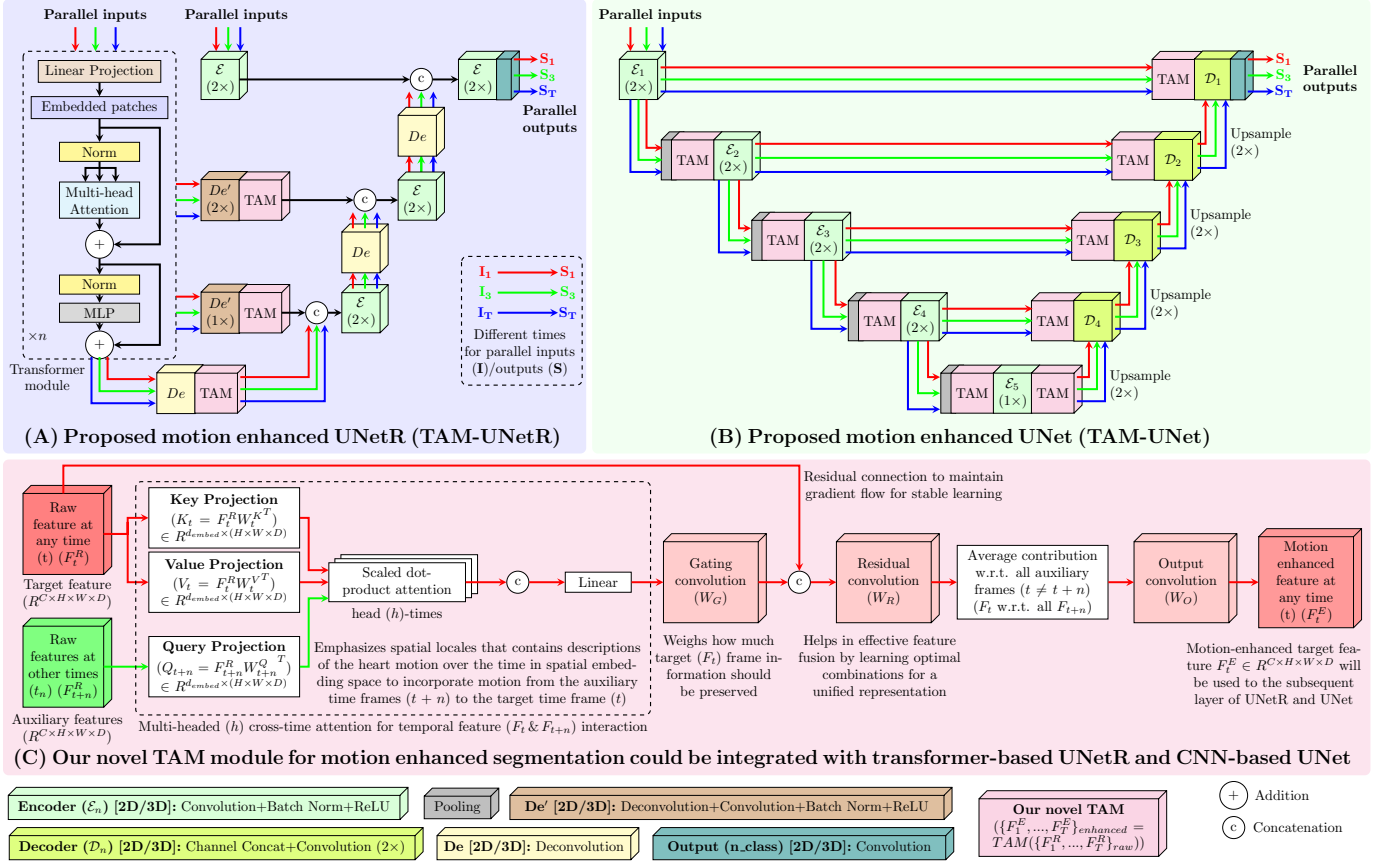 Parallel inputs
Linear Projection
Embedded patches
Norm
Multi-head
Attention
+
Norm
MLP
+
×n
Transformer
module
Parallel inputs
ℰ
(2×)
c
ℰ
(2×)
S₁
S₃
S_T
Parallel
outputs
De
De′
(2×)
TAM
c
ℰ
(2×)
De
De′
(1×)
TAM
c
ℰ
(2×)
De
TAM
I₁ S₁
I₃ S₃
I_T S_T
Different times
for parallel inputs
(I)/outputs (S)
(A) Proposed motion enhanced UNetR (TAM-UNetR)
Parallel inputs
ℰ₁
(2×)
TAM
𝒟₁
S₁
S₃
S_T
Parallel
outputs
TAM
ℰ₂
(2×)
TAM
𝒟₂
Upsample
(2×)
TAM
ℰ₃
(2×)
TAM
𝒟₃
Upsample
(2×)
TAM
ℰ₄
(2×)
TAM
𝒟₄
Upsample
(2×)
TAM
ℰ₅
(1×)
TAM
Upsample
(2×)
(B) Proposed motion enhanced UNet (TAM-UNet)
Raw
feature at
any time
(t) (F_t^R)
Target feature
(R^{C×H×W×D})
Raw
features at
other times
(t_n) (F_{t+n}^R)
Auxiliary features
(R^{C×H×W×D})
Key Projection
(K_t = F_t^R W_t^{K^T})
∈ R^{d_{embed}×(H×W×D)}
Value Projection
(V_t = F_t^R W_t^{V^T})
∈ R^{d_{embed}×(H×W×D)}
Query Projection
(Q_{t+n} = F_{t+n}^R W_{t+n}^{Q^T})
∈ R^{d_{embed}×(H×W×D)}
Scaled dot-
product attention
head (h)-times
c
Linear
Emphasizes spatial locales that contains descriptions
of the heart motion over the time in spatial embed-
ding space to incorporate motion from the auxiliary
time frames (t + n) to the target time frame (t)
Multi-headed (h) cross-time attention for temporal feature (F_t & F_{t+n}) interaction
Gating
convolution
(W_G)
Weighs how much
target (F_t) frame in-
formation should
be preserved
c
Residual connection to maintain
gradient flow for stable learning
Residual
convolution
(W_R)
Helps in effective feature
fusion by learning optimal
combinations for a
unified representation
Average contribution
w.r.t. all auxiliary
frames (t ≠ t + n)
(F_t w.r.t. all F_{t+n})
Output
convolution
(W_O)
Motion
enhanced
feature at
any time
(t) (F_t^E)
Motion-enhanced target fea-
ture F_t^E ∈ R^{C×H×W×D} will
be used to the subsequent
layer of UNetR and UNet
(C) Our novel TAM module for motion enhanced segmentation could be integrated with transformer-based UNetR and CNN-based UNet
Encoder (ℰₙ) [2D/3D]: Convolution+Batch Norm+ReLU
Pooling
De′ [2D/3D]: Deconvolution+Convolution+Batch Norm+ReLU
Decoder (𝒟ₙ) [2D/3D]: Channel Concat+Convolution (2×)
De [2D/3D]: Deconvolution
Output (n_class) [2D/3D]: Convolution
Our novel TAM
({F_1^E, ..., F_T^E}_{enhanced} =
TAM({F_1^R, ..., F_T^R}_{raw}))
+ Addition
c Concatenation